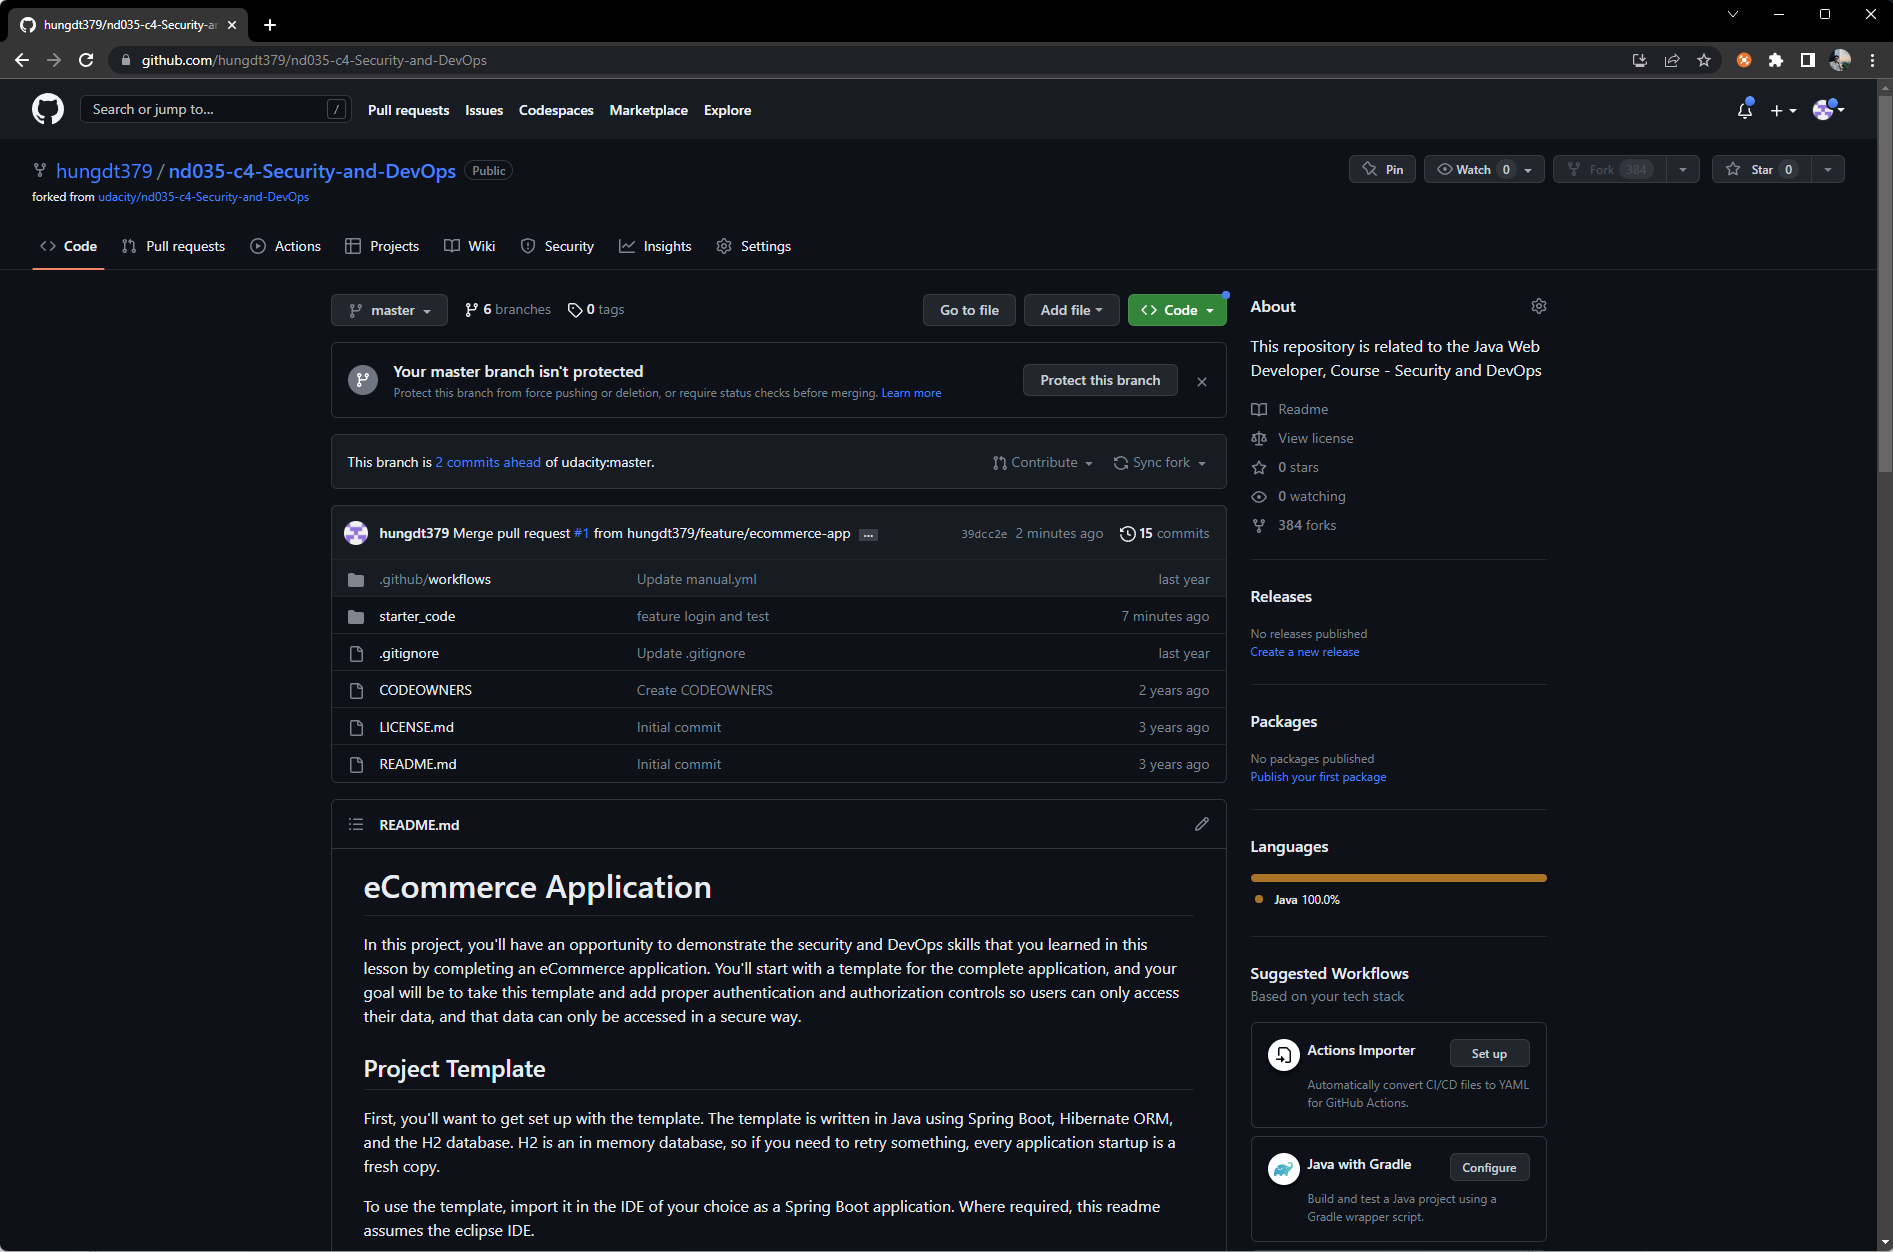 hungdt379/nd035-c4-Security-an
github.com/hungdt379/nd035-c4-Security-and-DevOps
Search or jump to... /
Pull requests Issues Codespaces Marketplace Explore
hungdt379 / nd035-c4-Security-and-DevOps Public
Pin Watch 0 Fork 384 Star 0
forked from udacity/nd035-c4-Security-and-DevOps
Code Pull requests Actions Projects Wiki Security Insights Settings
master 6 branches 0 tags Go to file Add file Code
Your master branch isn't protected
Protect this branch from force pushing or deletion, or require status checks before merging. Learn more
Protect this branch
This branch is 2 commits ahead of udacity:master. Contribute Sync fork
hungdt379 Merge pull request #1 from hungdt379/feature/ecommerce-app ... 39dcc2e 2 minutes ago 15 commits
.github/workflows Update manual.yml last year
starter_code feature login and test 7 minutes ago
.gitignore Update .gitignore last year
CODEOWNERS Create CODEOWNERS 2 years ago
LICENSE.md Initial commit 3 years ago
README.md Initial commit 3 years ago
README.md
eCommerce Application
In this project, you'll have an opportunity to demonstrate the security and DevOps skills that you learned in this
lesson by completing an eCommerce application. You'll start with a template for the complete application, and your
goal will be to take this template and add proper authentication and authorization controls so users can only access
their data, and that data can only be accessed in a secure way.
Project Template
First, you'll want to get set up with the template. The template is written in Java using Spring Boot, Hibernate ORM,
and the H2 database. H2 is an in memory database, so if you need to retry something, every application startup is a
fresh copy.
To use the template, import it in the IDE of your choice as a Spring Boot application. Where required, this readme
assumes the eclipse IDE.
About
This repository is related to the Java Web
Developer, Course - Security and DevOps
Readme
View license
0 stars
0 watching
384 forks
Releases
No releases published
Create a new release
Packages
No packages published
Publish your first package
Languages
Java 100.0%
Suggested Workflows
Based on your tech stack
Actions Importer Set up
Automatically convert CI/CD files to YAML
for GitHub Actions.
Java with Gradle Configure
Build and test a Java project using a
Gradle wrapper script.